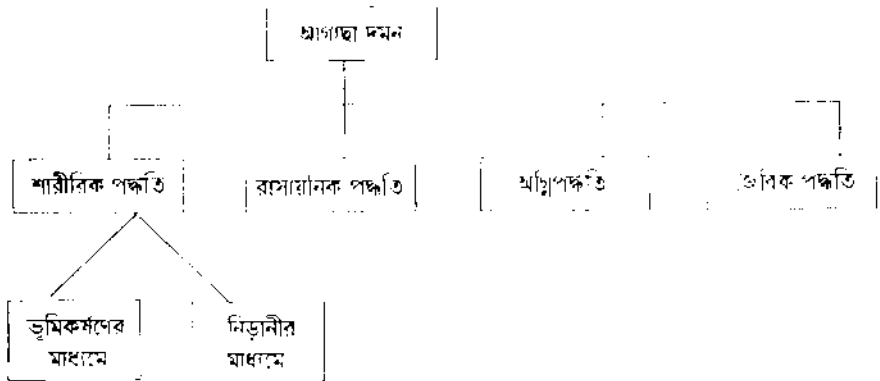 আগাছা দমন
শারীরিক পদ্ধতি
রাসায়নিক পদ্ধতি
অগ্নিপদ্ধতি
জৈবিক পদ্ধতি
ভূমিকর্ষণের
মাধ্যমে
নিড়ানীর
মাধ্যমে